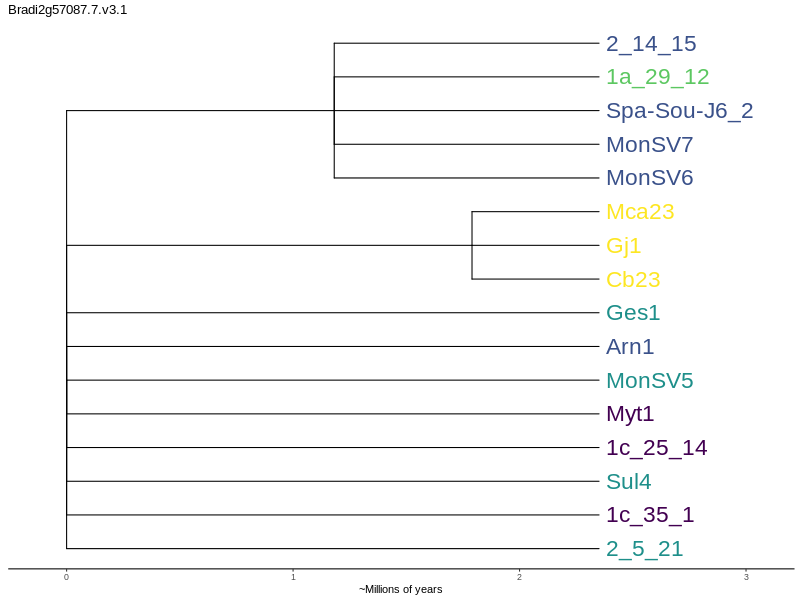 Bradi2g57087.7.v3.1
2_14_15
1a_29_12
Spa-Sou-J6_2
MonSV7
MonSV6
Mca23
Gj1
Cb23
Ges1
Arn1
MonSV5
Myt1
1c_25_14
Sul4
1c_35_1
2_5_21
0 1 2 3
~Millions of years